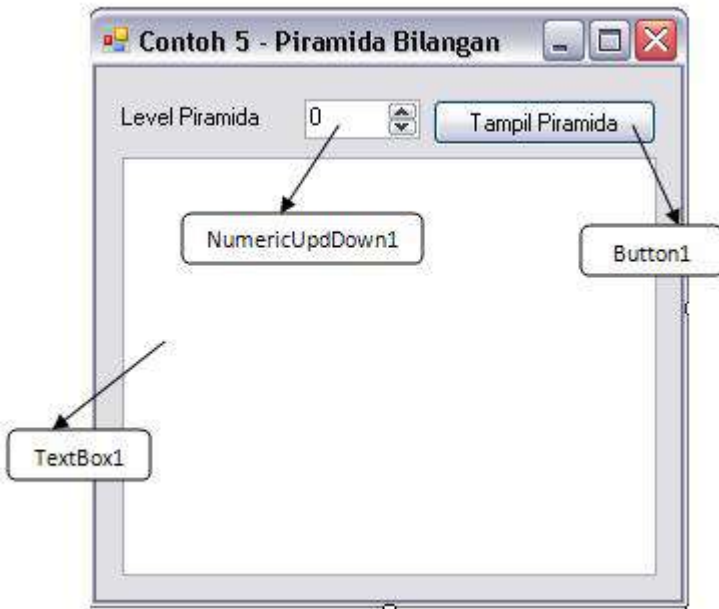 Contoh 5 - Piramida Bilangan
Level Piramida 0 Tampil Piramida
NumericUpdDown1
Button1
TextBox1